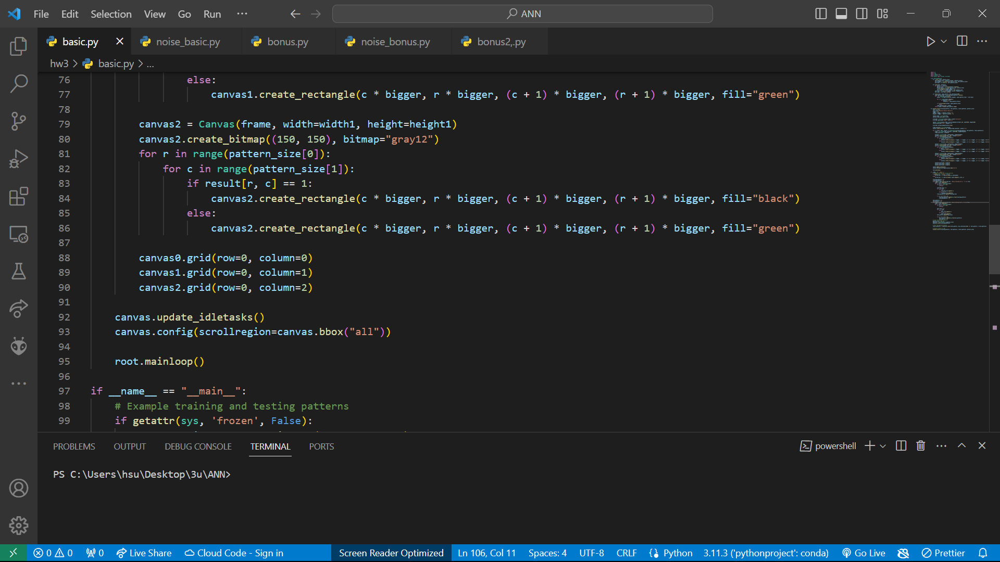 File Edit Selection View Go Run ··· ANN
basic.py noise_basic.py bonus.py noise_bonus.py bonus2,.py
hw3 > basic.py > ...
76 else:
77 canvas1.create_rectangle(c * bigger, r * bigger, (c + 1) * bigger, (r + 1) * bigger, fill="green")
78
79 canvas2 = Canvas(frame, width=width1, height=height1)
80 canvas2.create_bitmap((150, 150), bitmap="gray12")
81 for r in range(pattern_size[0]):
82 for c in range(pattern_size[1]):
83 if result[r, c] == 1:
84 canvas2.create_rectangle(c * bigger, r * bigger, (c + 1) * bigger, (r + 1) * bigger, fill="black")
85 else:
86 canvas2.create_rectangle(c * bigger, r * bigger, (c + 1) * bigger, (r + 1) * bigger, fill="green")
87
88 canvas0.grid(row=0, column=0)
89 canvas1.grid(row=0, column=1)
90 canvas2.grid(row=0, column=2)
91
92 canvas.update_idletasks()
93 canvas.config(scrollregion=canvas.bbox("all"))
94
95 root.mainloop()
96
97 if __name__ == "__main__":
98 # Example training and testing patterns
99 if getattr(sys, 'frozen', False):
PROBLEMS OUTPUT DEBUG CONSOLE TERMINAL PORTS powershell
PS C:\Users\hsu\Desktop\3u\ANN>
0 0 0 Live Share Cloud Code - Sign in Screen Reader Optimized Ln 106, Col 11 Spaces: 4 UTF-8 CRLF Python 3.11.3 ('pythonproject': conda) Go Live Prettier